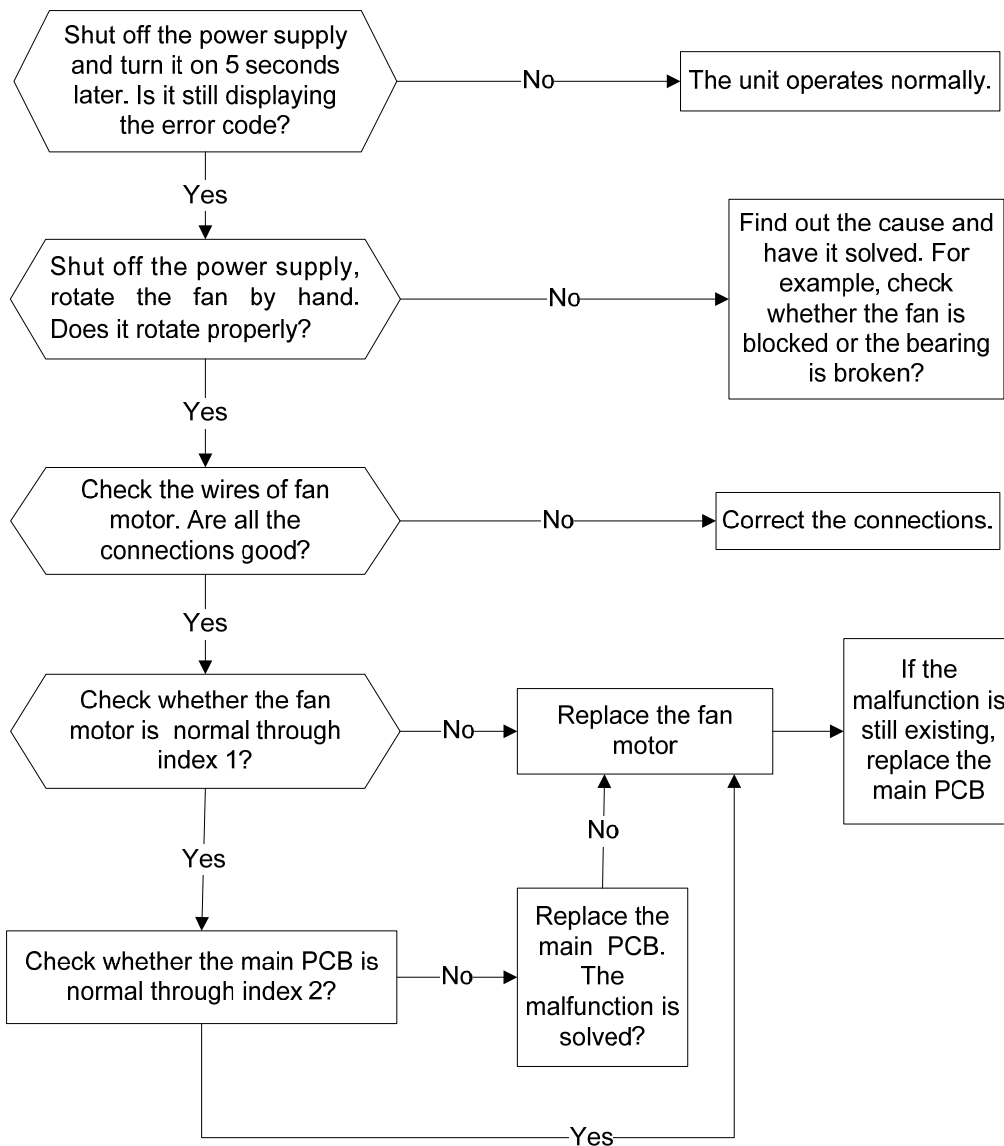 Shut off the power supply
and turn it on 5 seconds
later. Is it still displaying
the error code?
No
The unit operates normally.
Yes
Shut off the power supply,
rotate the fan by hand.
Does it rotate properly?
No
Find out the cause and
have it solved. For
example, check
whether the fan is
blocked or the bearing
is broken?
Yes
Check the wires of fan
motor. Are all the
connections good?
No
Correct the connections.
Yes
Check whether the fan
motor is normal through
index 1?
No
Replace the fan
motor
If the
malfunction is
still existing,
replace the
main PCB
Yes
No
Check whether the main PCB is
normal through index 2?
No
Replace the
main PCB.
The
malfunction is
solved?
Yes